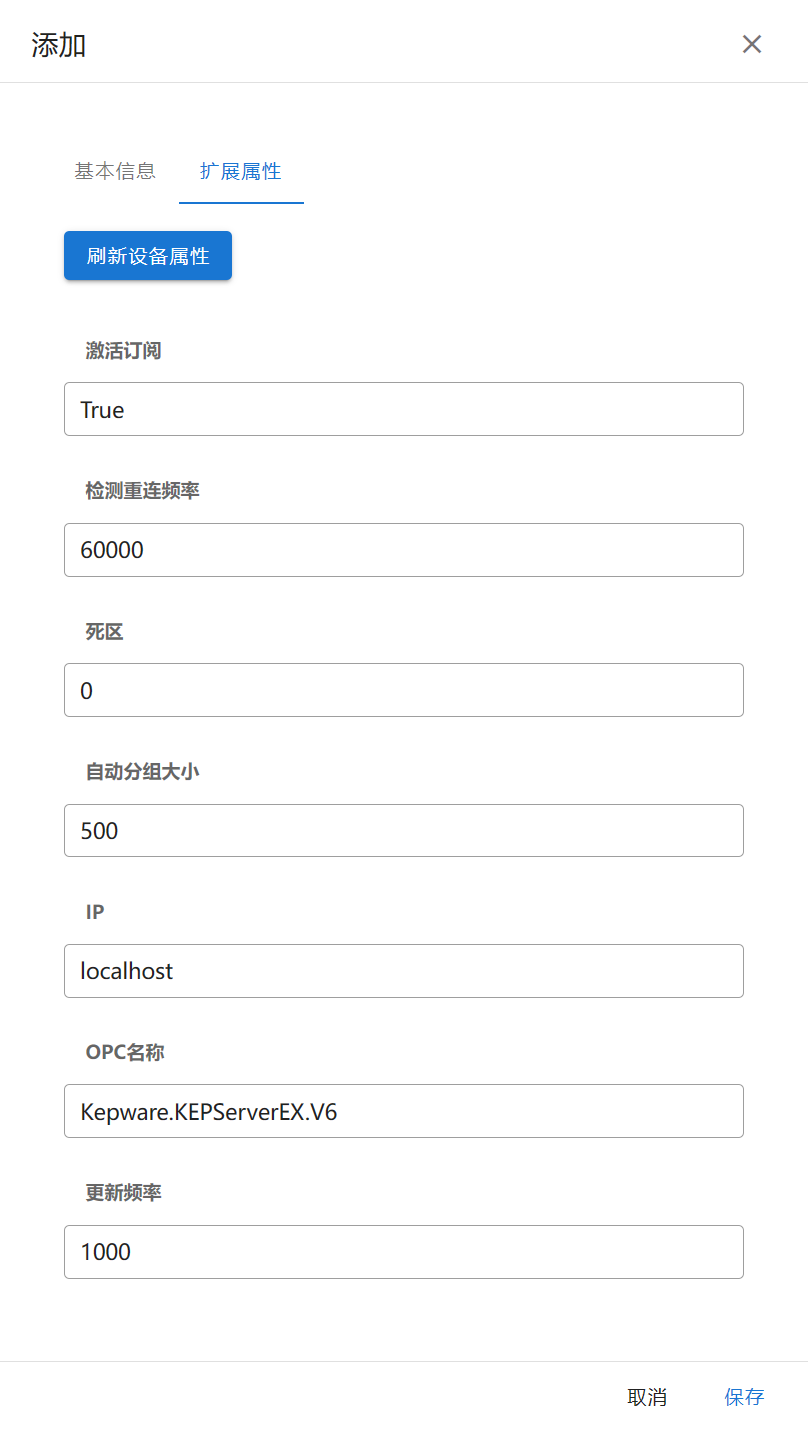 添加
基本信息 扩展属性
刷新设备属性
激活订阅
True
检测重连频率
60000
死区
0
自动分组大小
500
IP
localhost
OPC名称
Kepware.KEPServerEX.V6
更新频率
1000
取消 保存